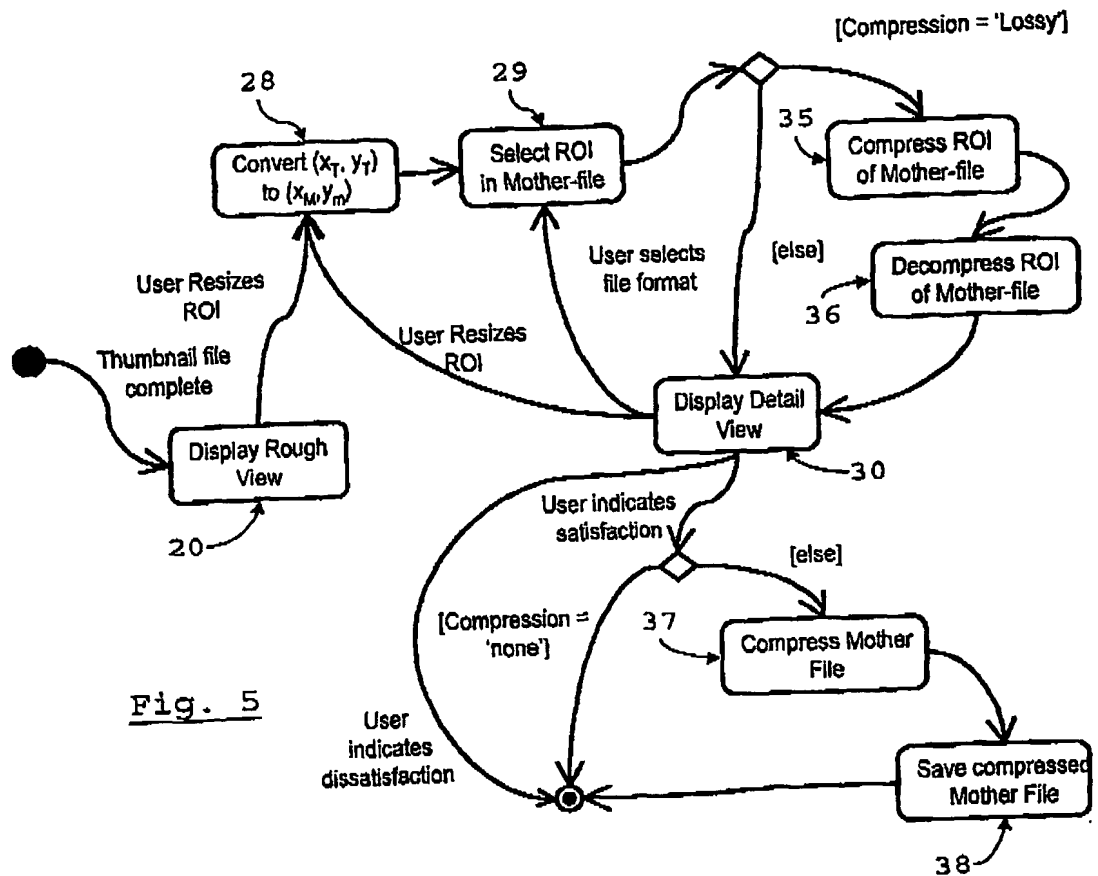 [Compression = 'Lossy']
28
29
35
Convert (xT, yT)
to (xM,ym)
Select ROI
in Mother-file
Compress ROI
of Mother-file
User Resizes
ROI
User selects
file format
[else]
Decompress ROI
of Mother-file
36
User Resizes
ROI
Thumbnail file
complete
Display Detail
View
30
Display Rough
View
20
User indicates
satisfaction
[else]
[Compression =
'none']
37
Compress Mother
File
Fig. 5
User
indicates
dissatisfaction
Save compressed
Mother File
38